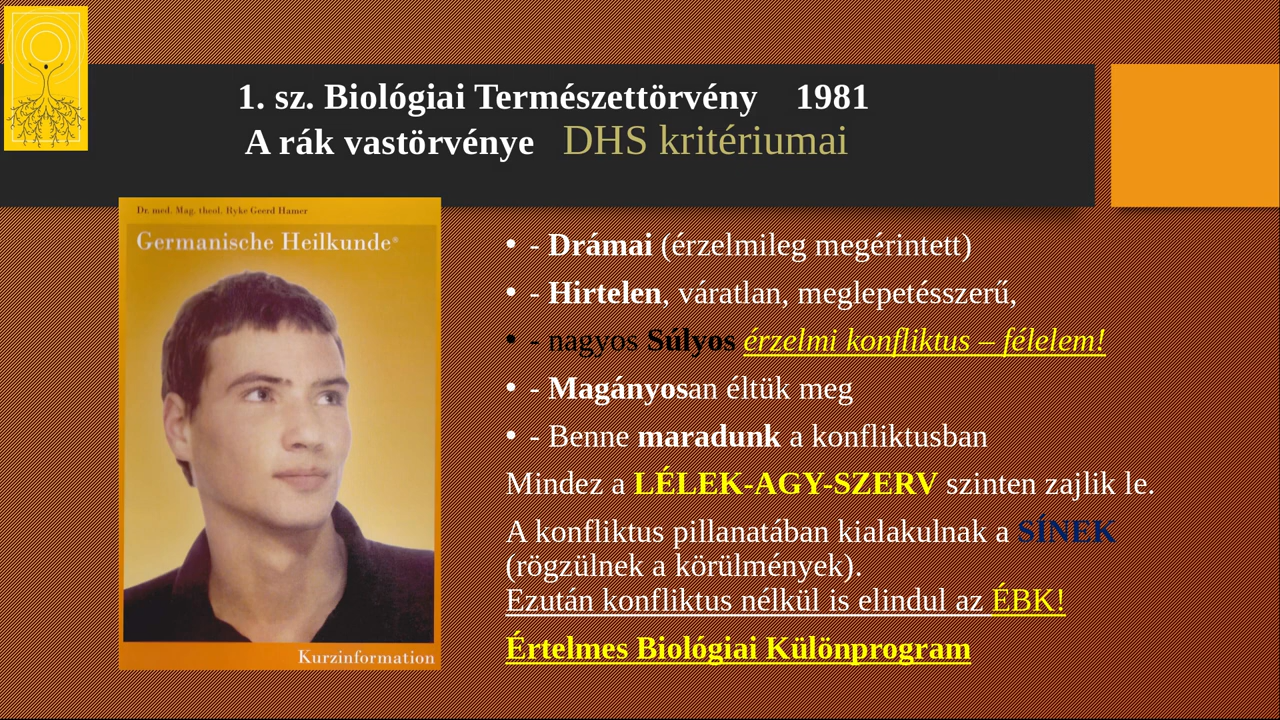 1. sz. Biológiai Természettörvény 1981
A rák vastörvénye DHS kritériumai
Dr. med. Mag. theol. Ryke Geerd Hamer
Germanische Heilkunde®
• - Drámai (érzelmileg megérintett)
• - Hirtelen, váratlan, meglepetésszerű,
• - nagyos Súlyos érzelmi konfliktus – félelem!
• - Magányosan éltük meg
• - Benne maradunk a konfliktusban
Mindez a LÉLEK-AGY-SZERV szinten zajlik le.
A konfliktus pillanatában kialakulnak a SÍNEK
(rögzülnek a körülmények).
Ezután konfliktus nélkül is elindul az ÉBK!
Értelmes Biológiai Különprogram
Kurzinformation